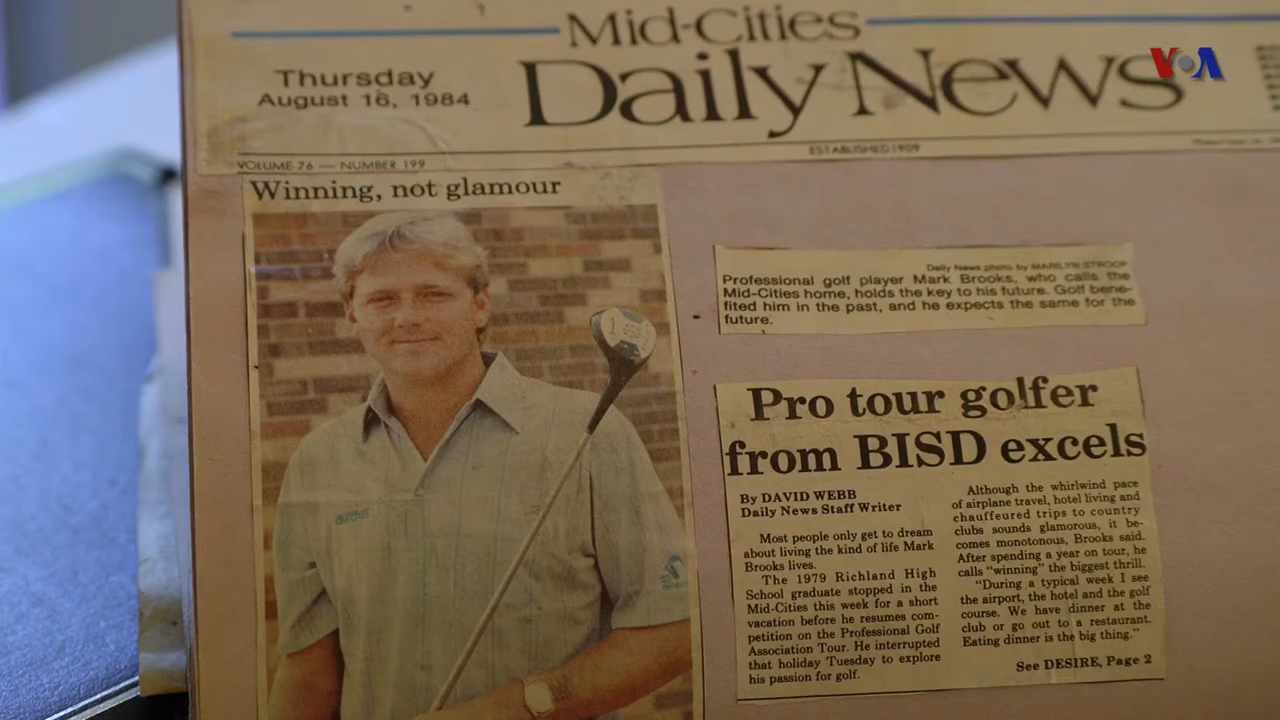 VOA
Mid-Cities
Daily News
Thursday
August 16, 1984
ESTABLISHED 1909
VOLUME 76 — NUMBER 199
Winning, not glamour
Daily News photo by MARILYN STROOP
Professional golf player Mark Brooks, who calls the
Mid-Cities home, holds the key to his future. Golf bene-
fited him in the past, and he expects the same for the
future.
Pro tour golfer
from BISD excels
By DAVID WEBB
Daily News Staff Writer
Most people only get to dream
about living the kind of life Mark
Brooks lives.
The 1979 Richland High
School graduate stopped in the
Mid-Cities this week for a short
vacation before he resumes com-
petition on the Professional Golf
Association Tour. He interrupted
that holiday Tuesday to explore
his passion for golf.
Although the whirlwind pace
of airplane travel, hotel living and
chauffeured trips to country
clubs sounds glamorous, it be-
comes monotonous, Brooks said.
After spending a year on tour, he
calls "winning" the biggest thrill.
"During a typical week I see
the airport, the hotel and the golf
course. We have dinner at the
club or go out to a restaurant.
Eating dinner is the big thing."
See DESIRE, Page 2
1